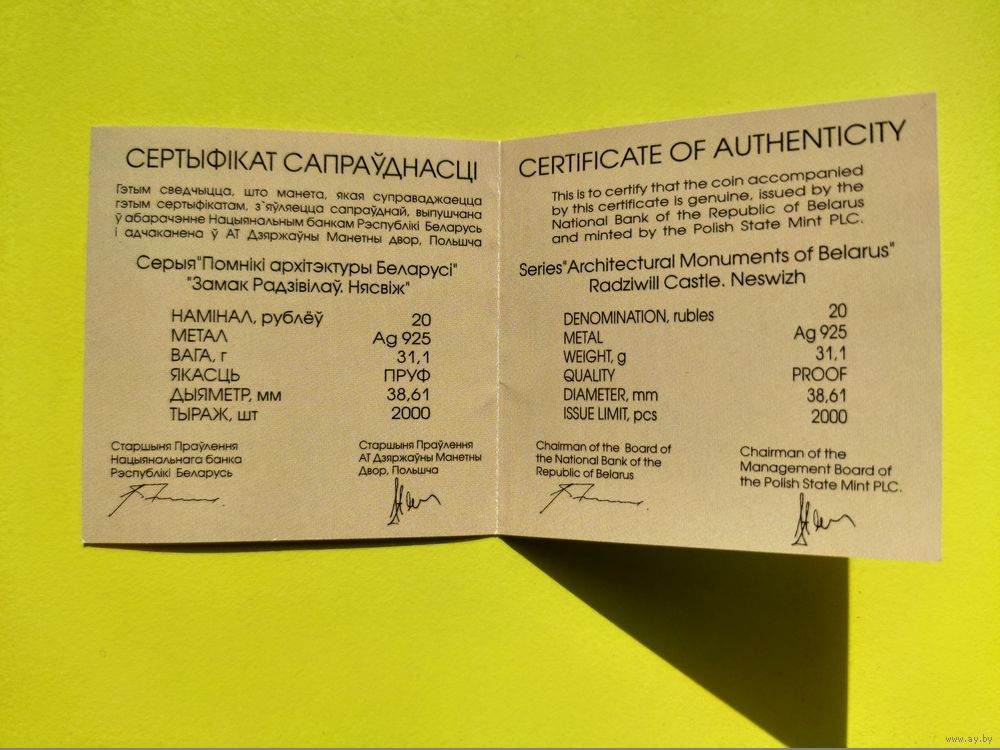 СЕРТЫФІКАТ САПРАЎДНАСЦІ
Гэтым сведчыцца, што манета, якая суправаджаецца
гэтым сертыфікатам, з`яўляецца сапраўднай, выпушчана
ў абарачэнне Нацыянальным банкам Рэспублікі Беларусь
і адчаканена ў АТ Дзяржаўны Манетны двор, Польшча
Серыя"Помнікі архітэктуры Беларусі"
"Замак Радзівілаў. Нясвіж"
НАМІНАЛ, рублёў 20
МЕТАЛ Ag 925
ВАГА, г 31,1
ЯКАСЦЬ ПРУФ
ДЫЯМЕТР, мм 38,61
ТЫРАЖ, шт 2000
Старшыня Праўлення
Нацыянальнага банка
Рэспублікі Беларусь
Старшыня Праўлення
АТ Дзяржаўны Манетны
Двор, Польшча
CERTIFICATE OF AUTHENTICITY
This is to certify that the coin accompanied
by this certificate is genuine, issued by the
National Bank of the Republic of Belarus
and minted by the Polish State Mint PLC.
Series"Architectural Monuments of Belarus"
Radziwill Castle. Neswizh
DENOMINATION, rubles 20
METAL Ag 925
WEIGHT, g 31,1
QUALITY PROOF
DIAMETER, mm 38,61
ISSUE LIMIT, pcs 2000
Chairman of the Board of
the National Bank of the
Republic of Belarus
Chairman of the
Management Board of
the Polish State Mint PLC.
www.ay.by